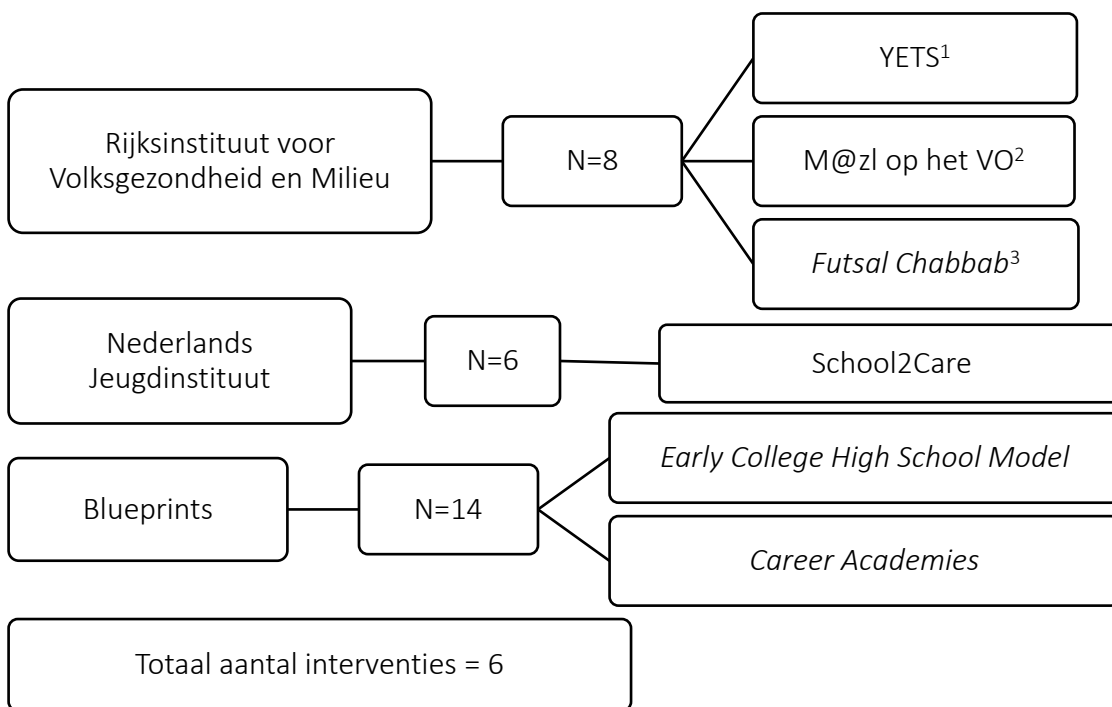 Rijksinstituut voor
Volksgezondheid en Milieu
N=8
YETS¹
M@zl op het VO²
Futsal Chabbab³
Nederlands
Jeugdinstituut
N=6
School2Care
Blueprints
N=14
Early College High School Model
Career Academies
Totaal aantal interventies = 6